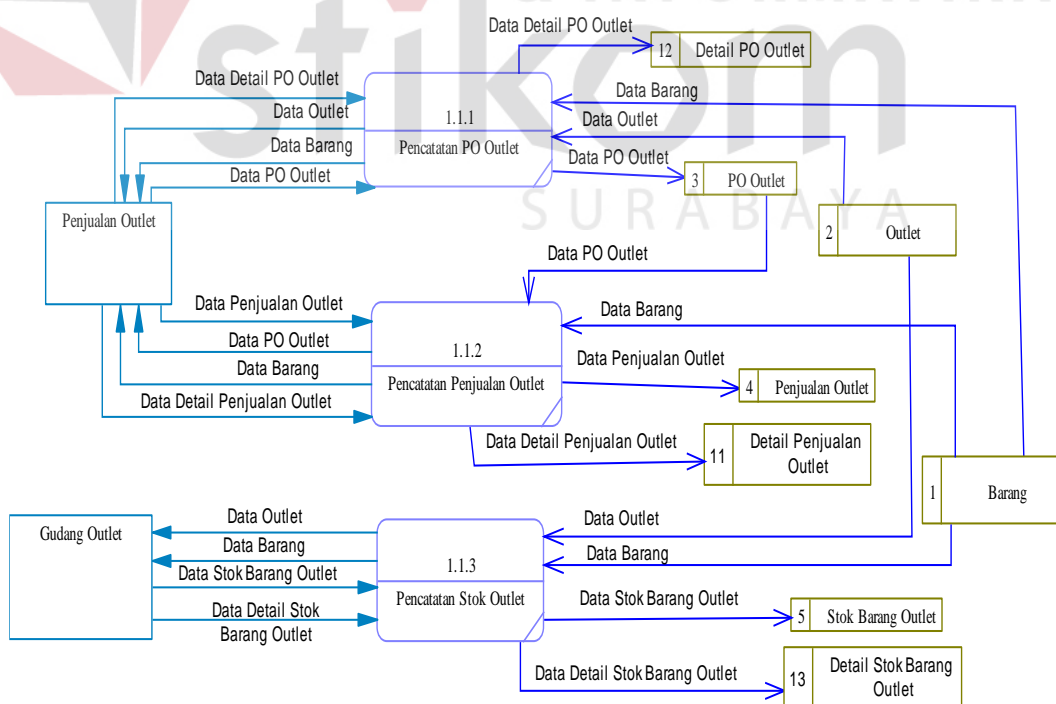 stikom
SURABAYA
Data Detail PO Outlet
12 Detail PO Outlet
Data Detail PO Outlet
Data Outlet
Data Barang
Data PO Outlet
1.1.1
Pencatatan PO Outlet
Data Barang
Data Outlet
Data PO Outlet
3 PO Outlet
2 Outlet
Penjualan Outlet
Data PO Outlet
Data Penjualan Outlet
Data PO Outlet
Data Barang
Data Detail Penjualan Outlet
1.1.2
Pencatatan Penjualan Outlet
Data Barang
Data Penjualan Outlet
4 Penjualan Outlet
Data Detail Penjualan Outlet
11 Detail Penjualan
Outlet
1 Barang
Gudang Outlet
Data Outlet
Data Barang
Data Stok Barang Outlet
Data Detail Stok
Barang Outlet
1.1.3
Pencatatan Stok Outlet
Data Outlet
Data Barang
Data Stok Barang Outlet
5 Stok Barang Outlet
Data Detail Stok Barang Outlet
13 Detail Stok Barang
Outlet